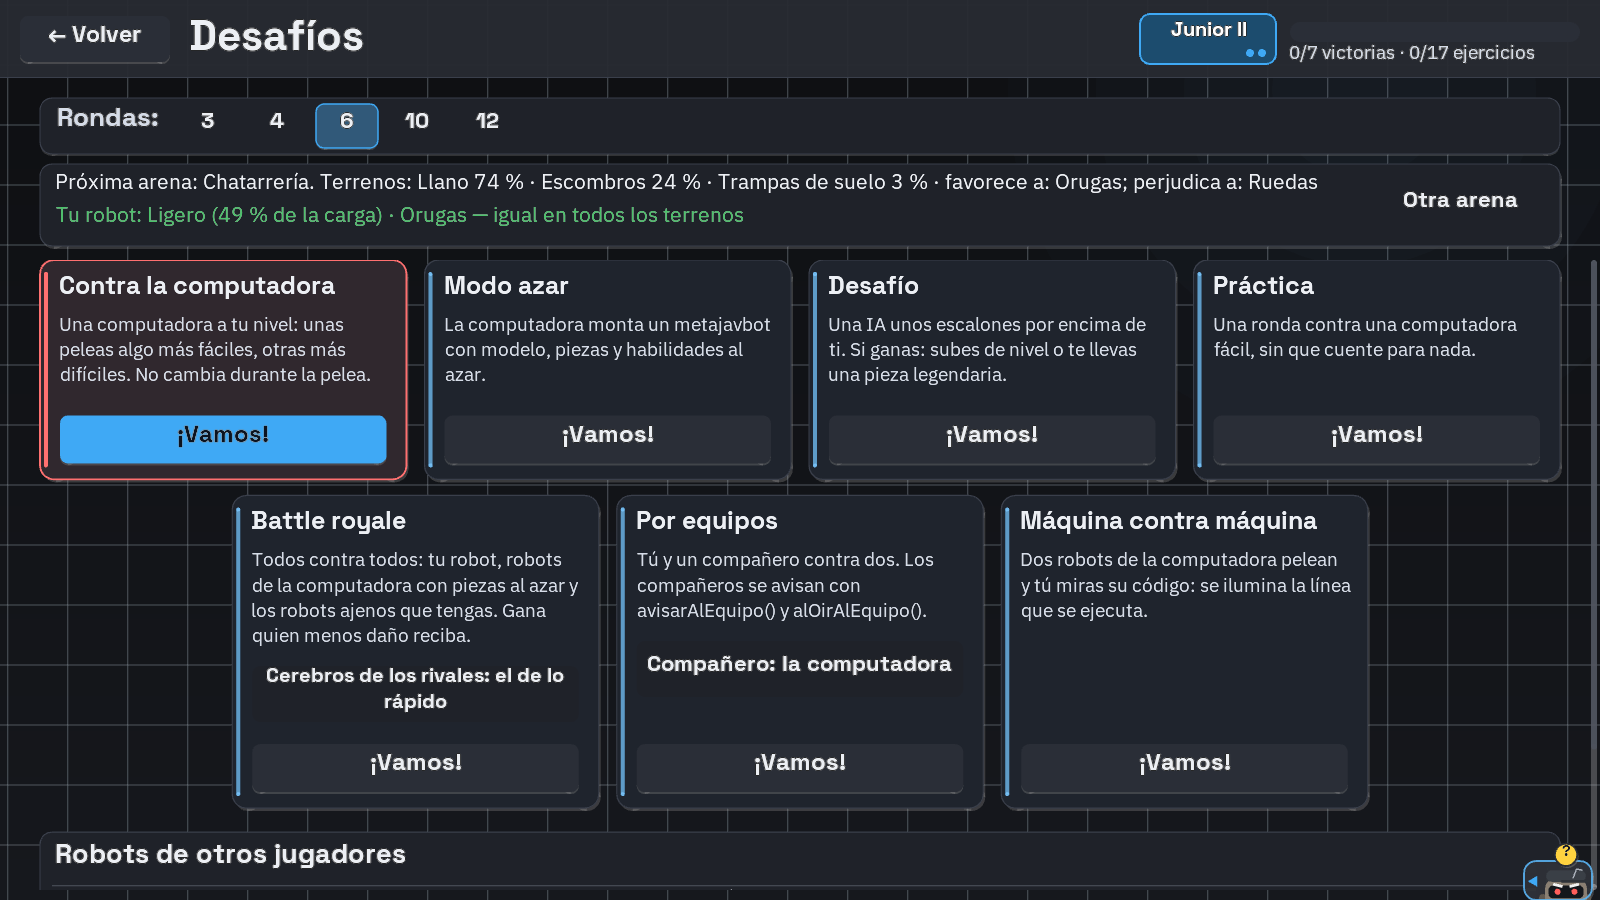 ← Volver
Desafíos
Junior II
0/7 victorias · 0/17 ejercicios
Rondas: 3 4 6 10 12
Próxima arena: Chatarrería. Terrenos: Llano 74 % · Escombros 24 % · Trampas de suelo 3 % · favorece a: Orugas; perjudica a: Ruedas
Tu robot: Ligero (49 % de la carga) · Orugas — igual en todos los terrenos
Otra arena
Contra la computadora
Una computadora a tu nivel: unas
peleas algo más fáciles, otras más
difíciles. No cambia durante la pelea.
¡Vamos!
Modo azar
La computadora monta un metajavbot
con modelo, piezas y habilidades al
azar.
¡Vamos!
Desafío
Una IA unos escalones por encima de
ti. Si ganas: subes de nivel o te llevas
una pieza legendaria.
¡Vamos!
Práctica
Una ronda contra una computadora
fácil, sin que cuente para nada.
¡Vamos!
Battle royale
Todos contra todos: tu robot, robots
de la computadora con piezas al azar y
los robots ajenos que tengas. Gana
quien menos daño reciba.
Cerebros de los rivales: el de lo
rápido
¡Vamos!
Por equipos
Tú y un compañero contra dos. Los
compañeros se avisan con
avisarAlEquipo() y alOirAlEquipo().
Compañero: la computadora
¡Vamos!
Máquina contra máquina
Dos robots de la computadora pelean
y tú miras su código: se ilumina la línea
que se ejecuta.
¡Vamos!
Robots de otros jugadores
?